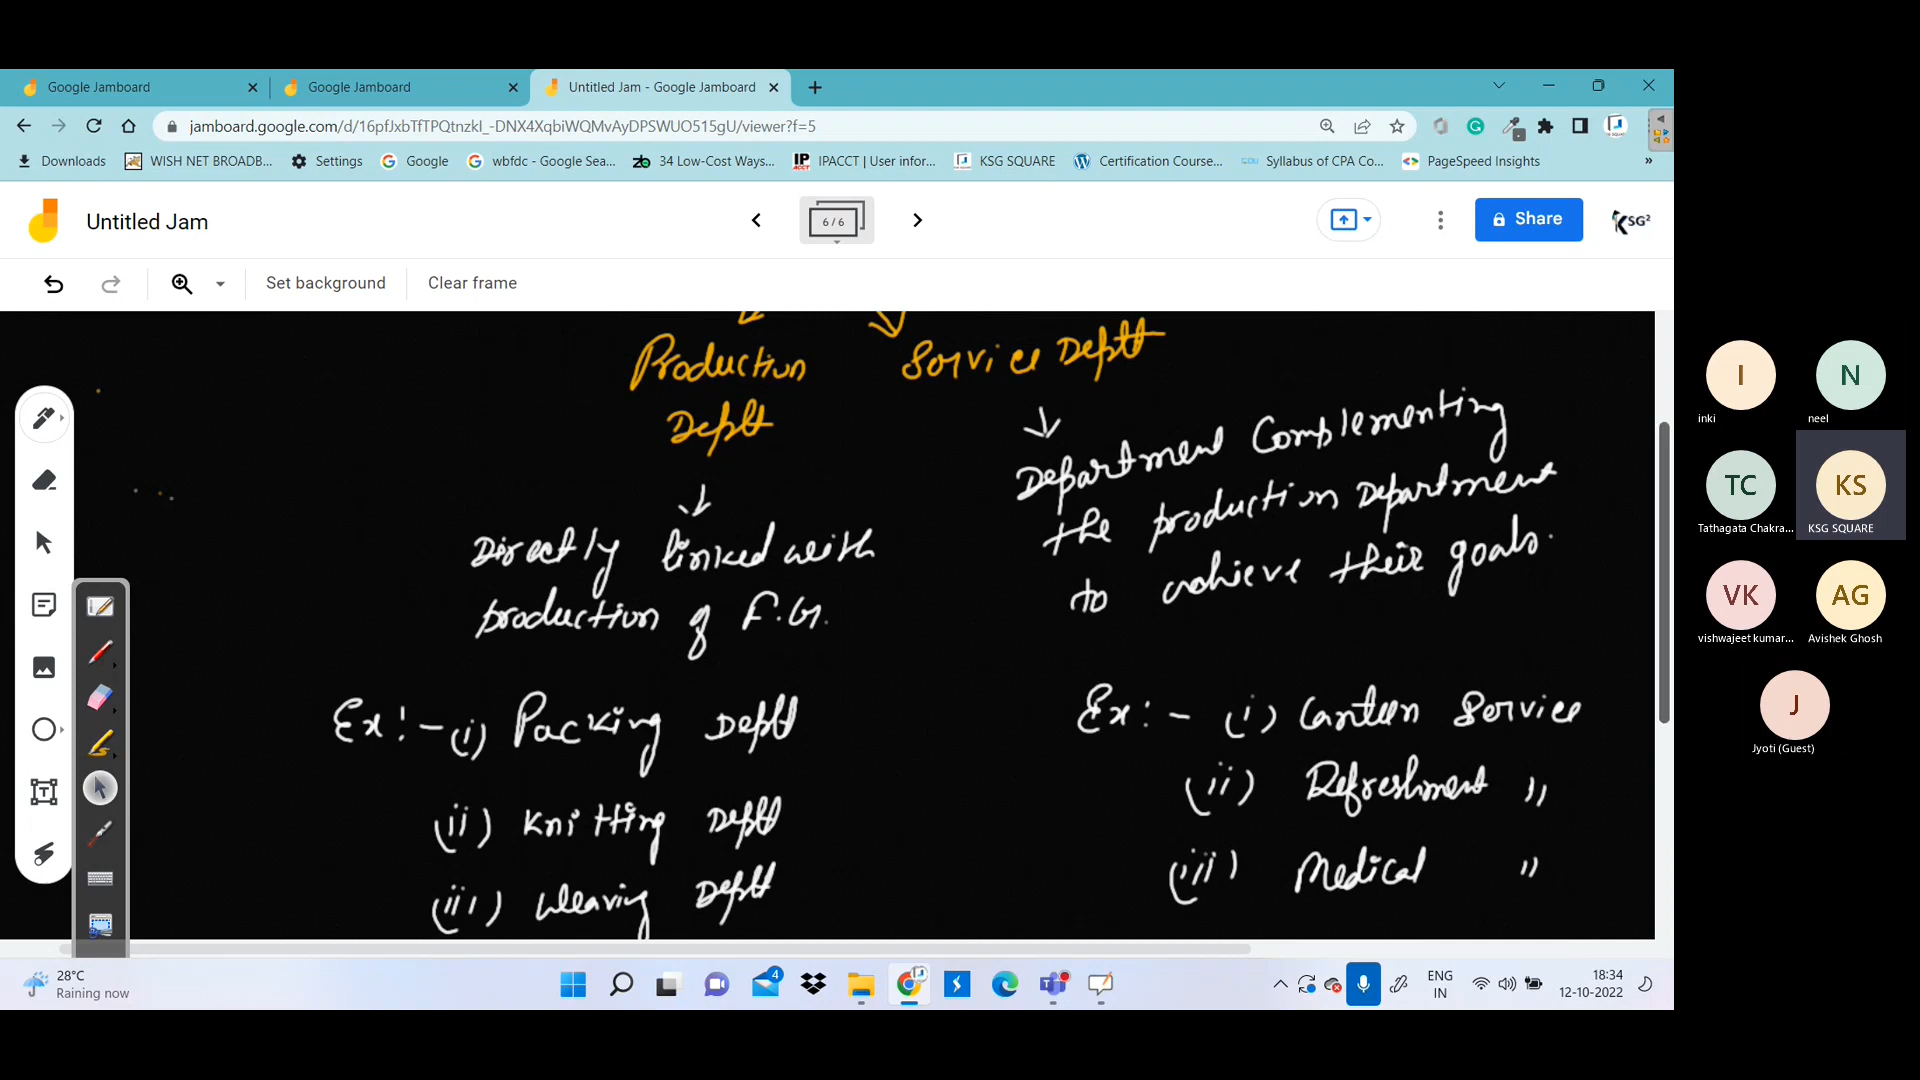 Google Jamboard
Google Jamboard
Untitled Jam - Google Jamboard
jamboard.google.com/d/16pfJxbTfTPQtnzkI_-DNX4XqbiWQMvAyDPSWUO515gU/viewer?f=5
Downloads
WISH NET BROADB...
Settings
Google
wbfdc - Google Sea...
34 Low-Cost Ways...
IPACCT | User infor...
KSG SQUARE
Certification Course...
Syllabus of CPA Co...
PageSpeed Insights
»
Untitled Jam
6 / 6
Share
KSG²
Set background
Clear frame
Production
Deptt
Service Deptt
Directly linked with
production of F.G.
Department Complementing
the production Department
to achieve their goals.
Ex:- (i) Packing Deptt
(ii) Knitting Deptt
(iii) Weaving Deptt
Ex:- (i) Canteen Service
(ii) Refreshment "
(iii) Medical "
I
inki
N
neel
TC
Tathagata Chakra...
KS
KSG SQUARE
VK
vishwajeet kumar...
AG
Avishek Ghosh
J
Jyoti (Guest)
28°C
Raining now
4
ENG
IN
18:34
12-10-2022